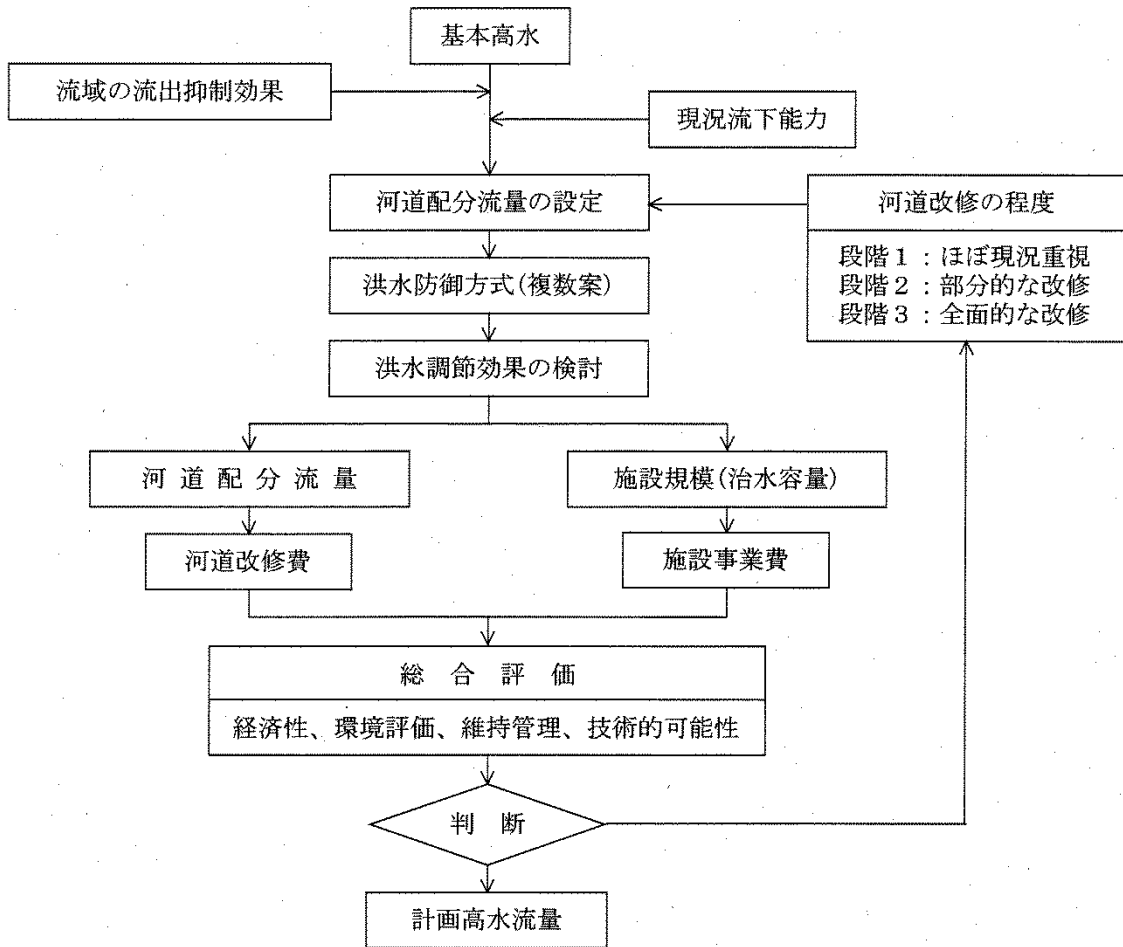 基本高水
流域の流出抑制効果
現況流下能力
河道配分流量の設定
河道改修の程度
段階1:ほぼ現況重視
段階2:部分的な改修
段階3:全面的な改修
洪水防御方式(複数案)
洪水調節効果の検討
河道配分流量
施設規模(治水容量)
河道改修費
施設事業費
総合評価
経済性、環境評価、維持管理、技術的可能性
判断
計画高水流量